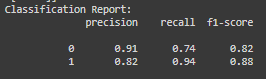 Classification Report:
precision recall f1-score
0 0.91 0.74 0.82
1 0.82 0.94 0.88